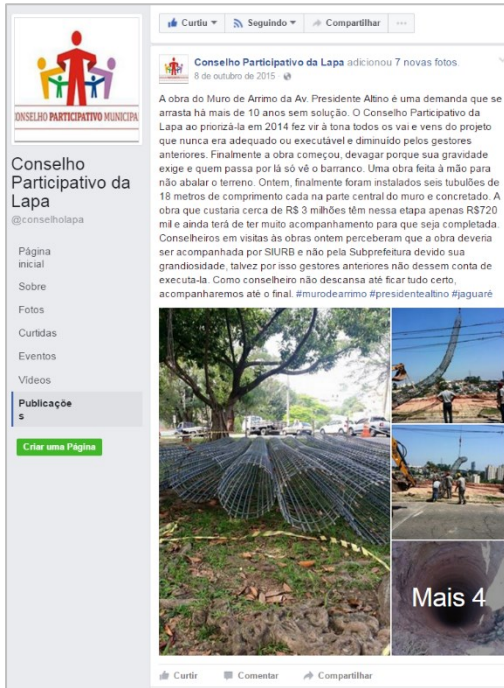 Curtiu
Seguindo
Compartilhar
CONSELHO PARTICIPATIVO MUNICIPA
Conselho
Participativo da
Lapa
@conselholapa
Página
inicial
Sobre
Fotos
Curtidas
Eventos
Vídeos
Publicaçõe
s
Criar uma Página
Conselho Participativo da Lapa adicionou 7 novas fotos.
8 de outubro de 2015 ·
A obra do Muro de Arrimo da Av. Presidente Altino é uma demanda que se
arrasta há mais de 10 anos sem solução. O Conselho Participativo da
Lapa ao priorizá-la em 2014 fez vir à tona todos os vai e vens do projeto
que nunca era adequado ou executável e diminuído pelos gestores
anteriores. Finalmente a obra começou, devagar porque sua gravidade
exige e quem passa por lá só vê o barranco. Uma obra feita à mão para
não abalar o terreno. Ontem, finalmente foram instalados seis tubulões de
18 metros de comprimento cada na parte central do muro e concretado. A
obra que custaria cerca de R$ 3 milhões têm nessa etapa apenas R$720
mil e ainda terá de ter muito acompanhamento para que seja completada.
Conselheiros em visitas às obras ontem perceberam que a obra deveria
ser acompanhada por SIURB e não pela Subprefeitura devido sua
grandiosidade, talvez por isso gestores anteriores não dessem conta de
executa-la. Como conselheiro não descansa até ficar tudo certo,
acompanharemos até o final. #murodearrimo #presidentealtino #jaguaré
Mais 4
Curtir
Comentar
Compartilhar